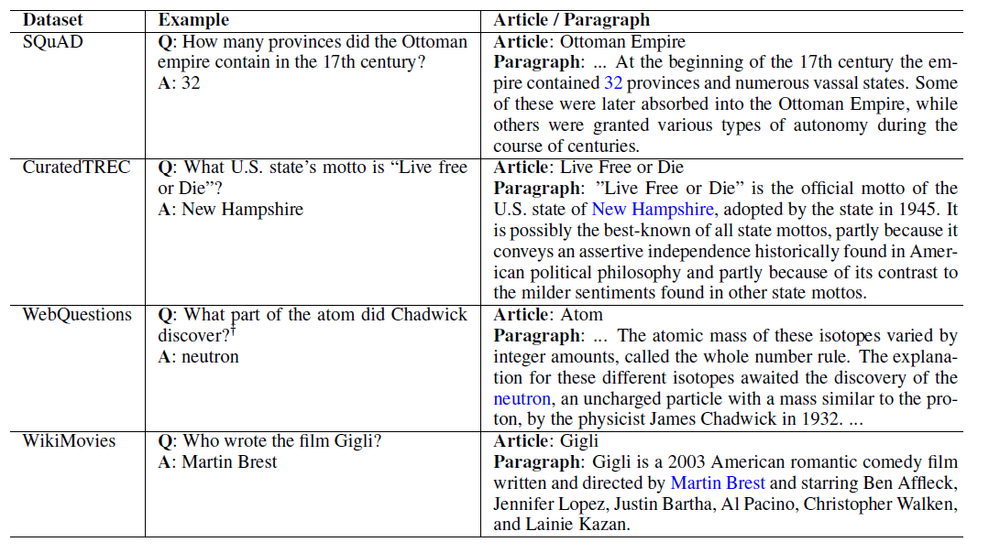 Dataset Example Article / Paragraph
SQuAD Q: How many provinces did the Ottoman Article: Ottoman Empire
empire contain in the 17th century? Paragraph: ... At the beginning of the 17th century the em-
A: 32 pire contained 32 provinces and numerous vassal states. Some
of these were later absorbed into the Ottoman Empire, while
others were granted various types of autonomy during the
course of centuries.
CuratedTREC Q: What U.S. state's motto is “Live free Article: Live Free or Die
or Die”? Paragraph: ”Live Free or Die” is the official motto of the
A: New Hampshire U.S. state of New Hampshire, adopted by the state in 1945. It
is possibly the best-known of all state mottos, partly because it
conveys an assertive independence historically found in Amer-
ican political philosophy and partly because of its contrast to
the milder sentiments found in other state mottos.
WebQuestions Q: What part of the atom did Chadwick Article: Atom
discover?† Paragraph: ... The atomic mass of these isotopes varied by
A: neutron integer amounts, called the whole number rule. The explana-
tion for these different isotopes awaited the discovery of the
neutron, an uncharged particle with a mass similar to the pro-
ton, by the physicist James Chadwick in 1932. ...
WikiMovies Q: Who wrote the film Gigli? Article: Gigli
A: Martin Brest Paragraph: Gigli is a 2003 American romantic comedy film
written and directed by Martin Brest and starring Ben Affleck,
Jennifer Lopez, Justin Bartha, Al Pacino, Christopher Walken,
and Lainie Kazan.